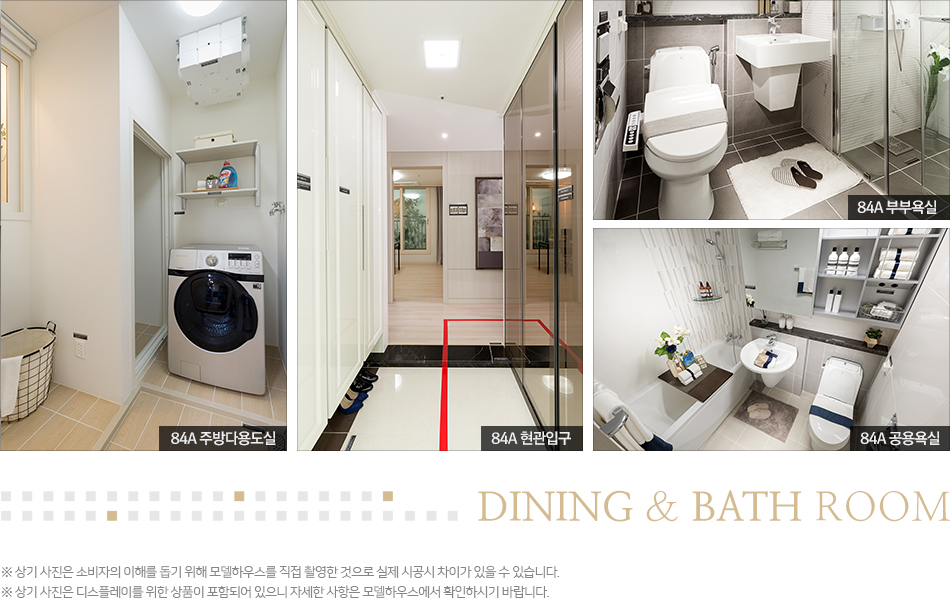 84A 부부욕실
84A 주방다용도실
84A 현관입구
84A 공용욕실
DINING & BATH ROOM
※ 상기 사진은 소비자의 이해를 돕기 위해 모델하우스를 직접 촬영한 것으로 실제 시공시 차이가 있을 수 있습니다.
※ 상기 사진은 디스플레이를 위한 상품이 포함되어 있으니 자세한 사항은 모델하우스에서 확인하시기 바랍니다.